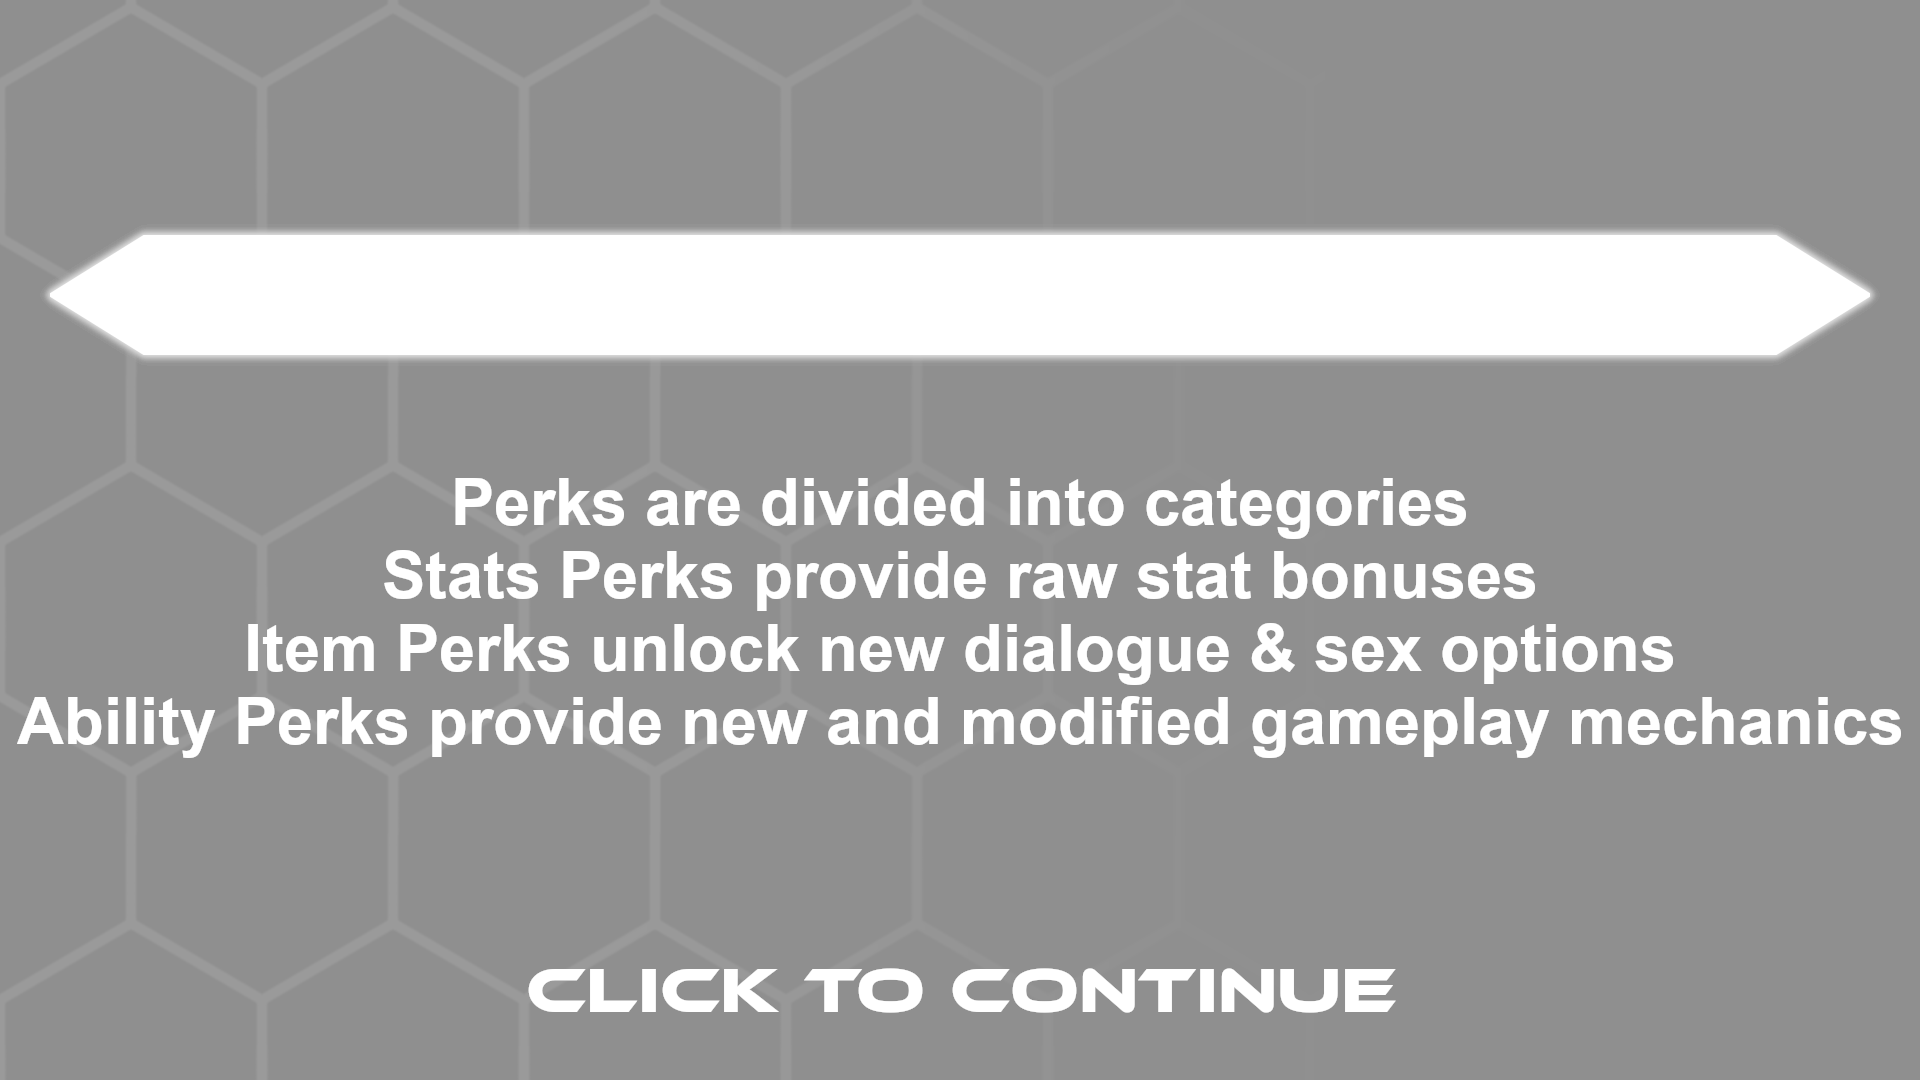 Perks are divided into categories
Stats Perks provide raw stat bonuses
Item Perks unlock new dialogue & sex options
Ability Perks provide new and modified gameplay mechanics
CLICK TO CONTINUE